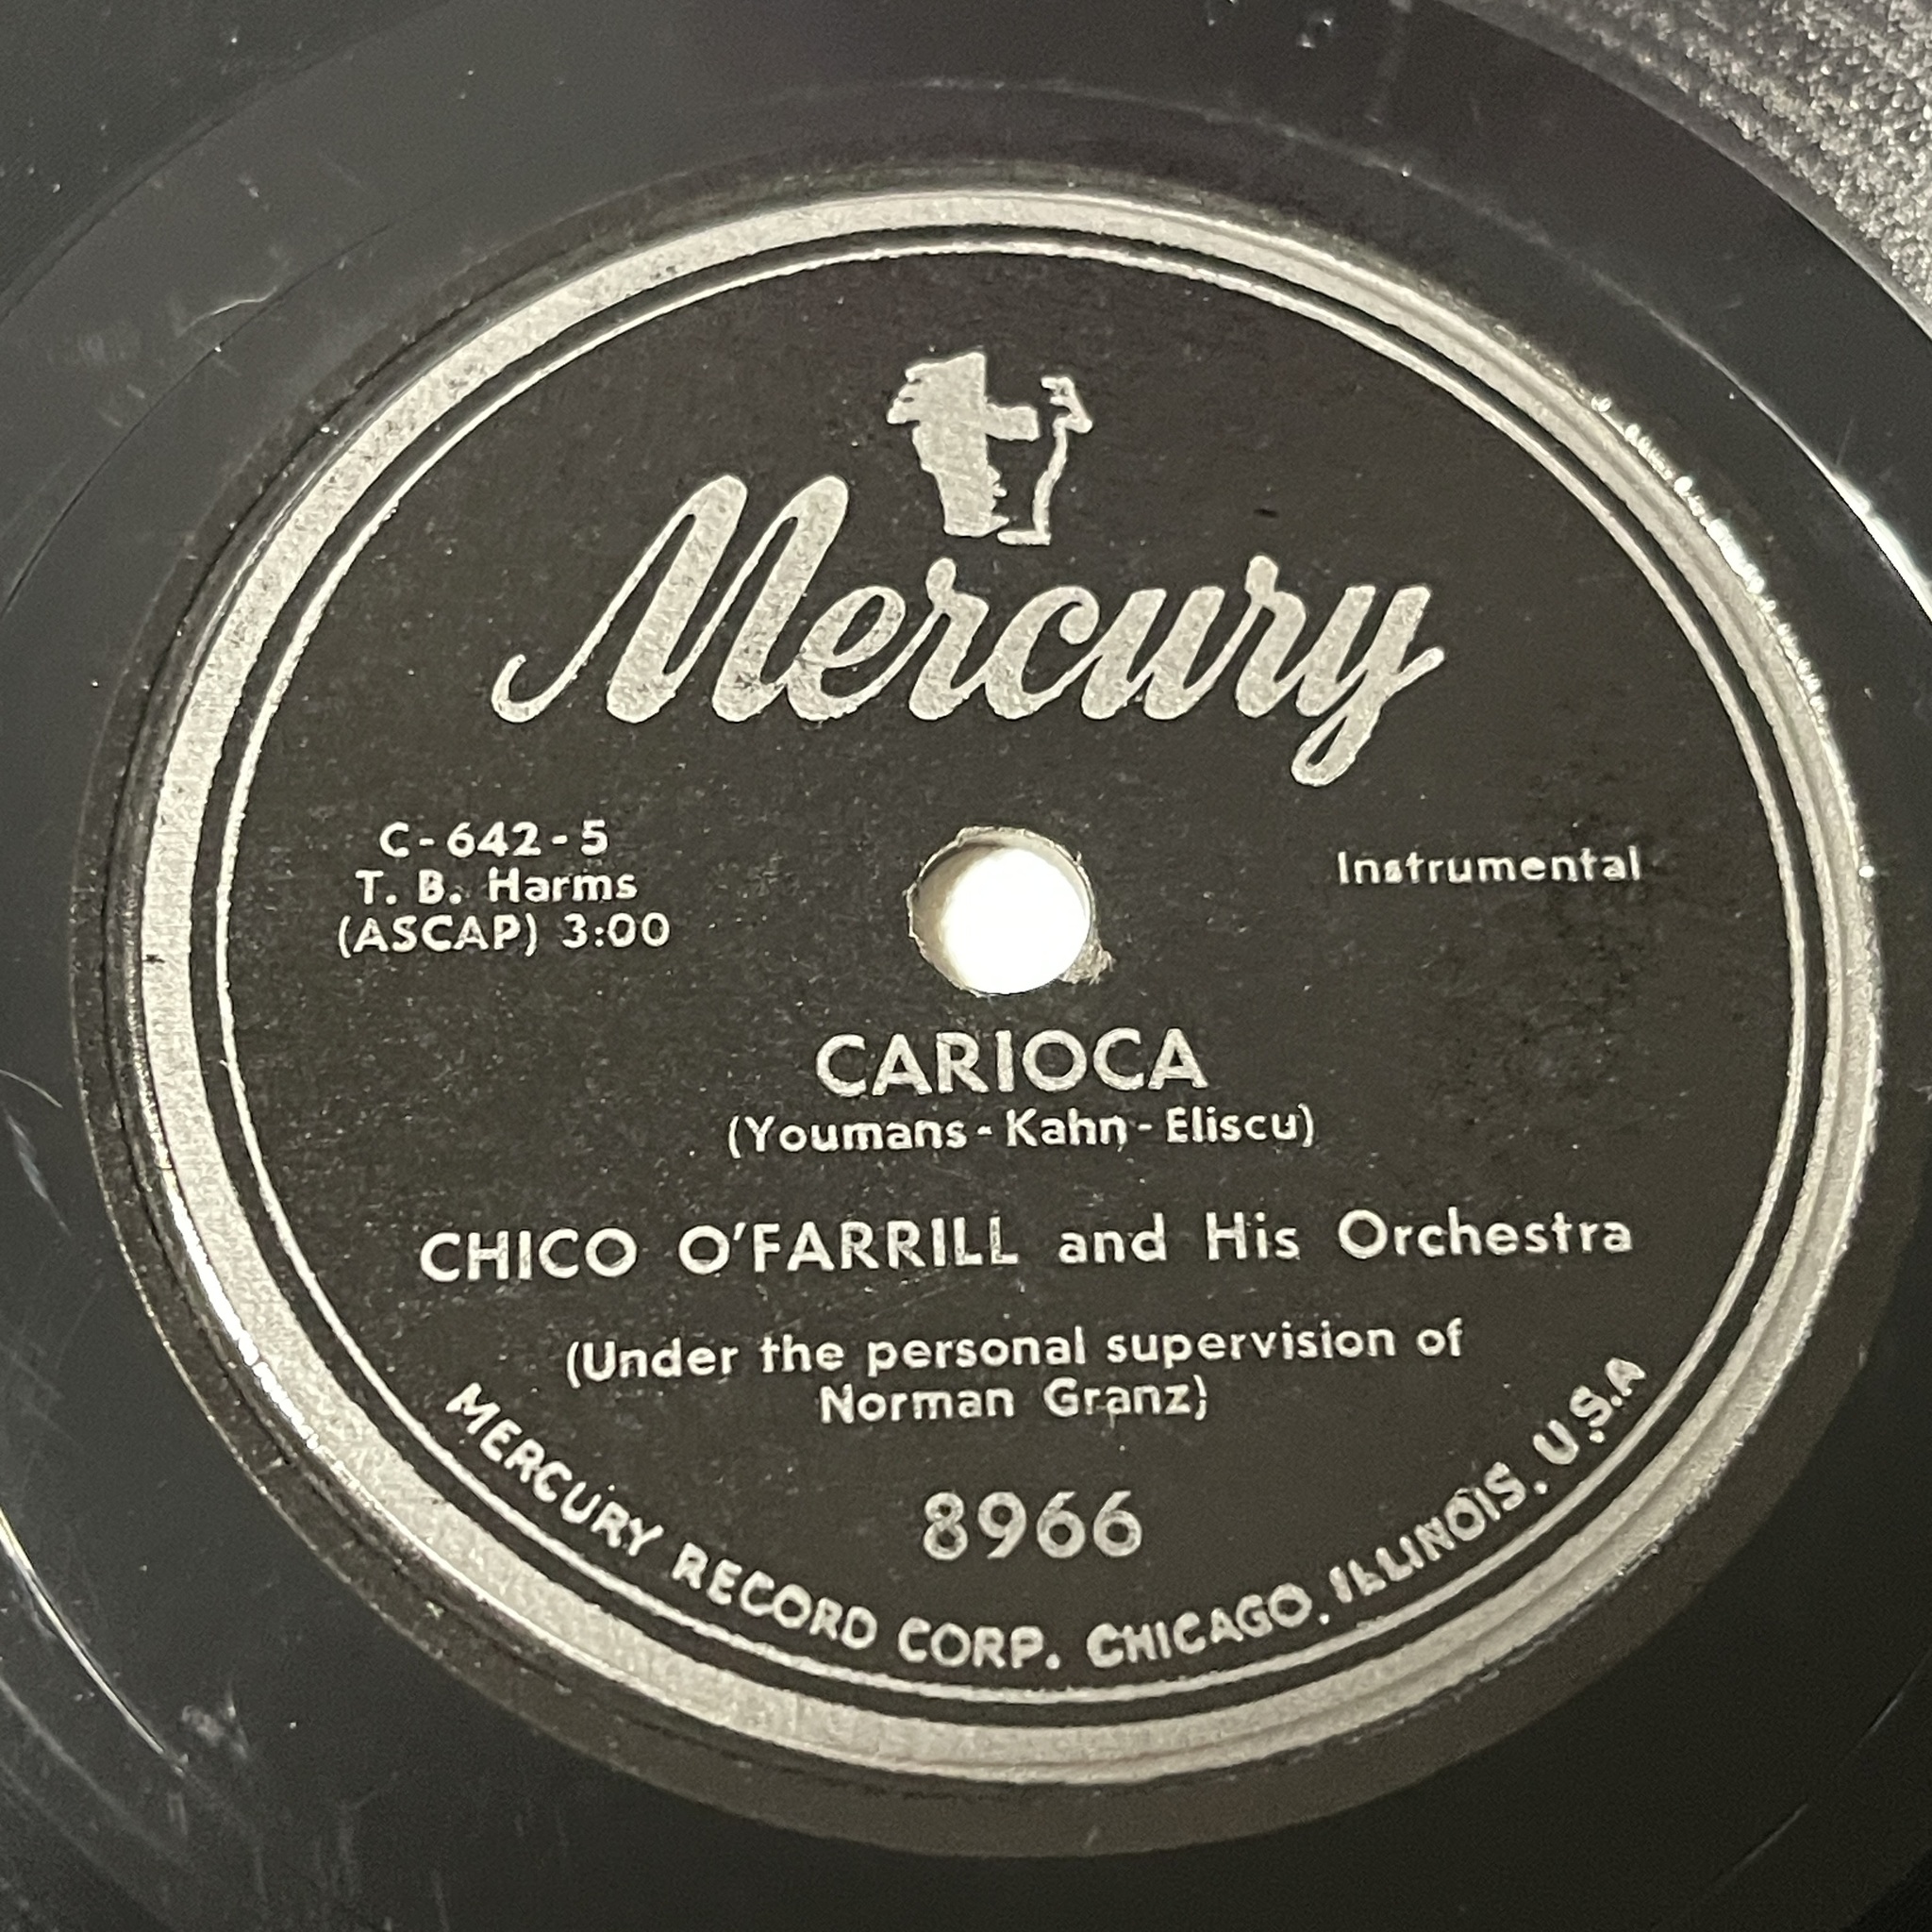 Mercury
C-642-5
T. B. Harms
(ASCAP) 3:00
Instrumental
CARIOCA
(Youmans - Kahn - Eliscu)
CHICO O'FARRILL and His Orchestra
(Under the personal supervision of
Norman Granz)
8966
MERCURY RECORD CORP. CHICAGO, ILLINOIS, U.S.A